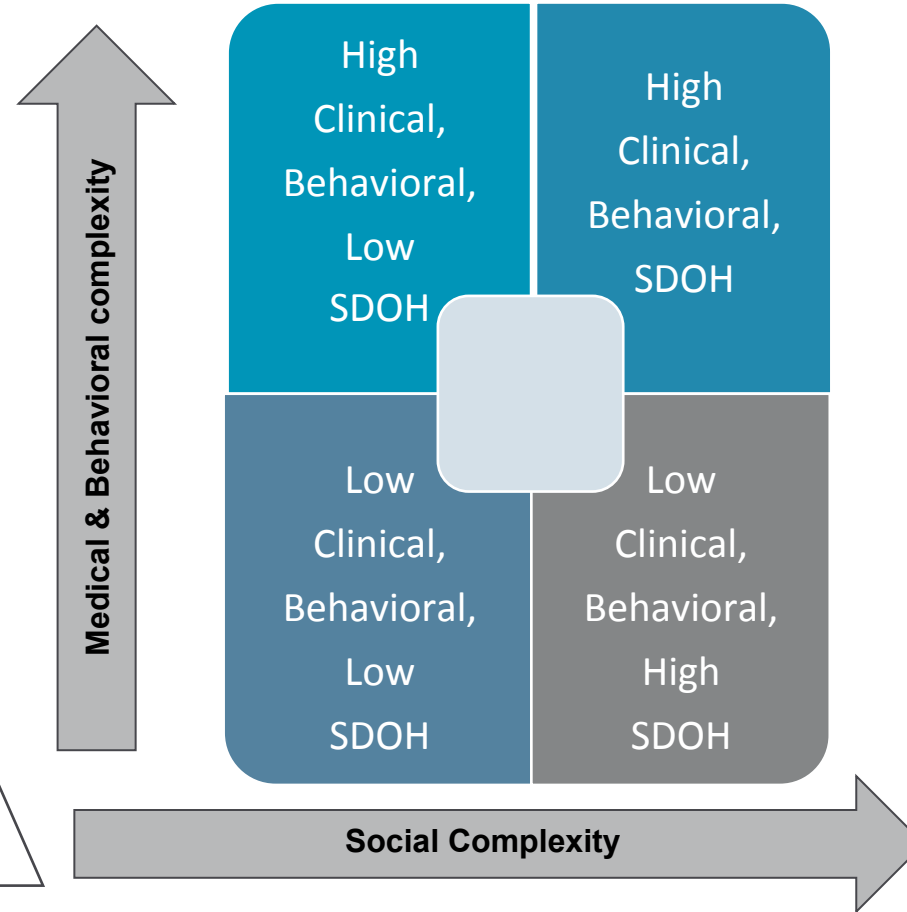 Medical & Behavioral complexity
High
Clinical,
Behavioral,
Low
SDOH
High
Clinical,
Behavioral,
SDOH
Low
Clinical,
Behavioral,
Low
SDOH
Low
Clinical,
Behavioral,
High
SDOH
Social Complexity